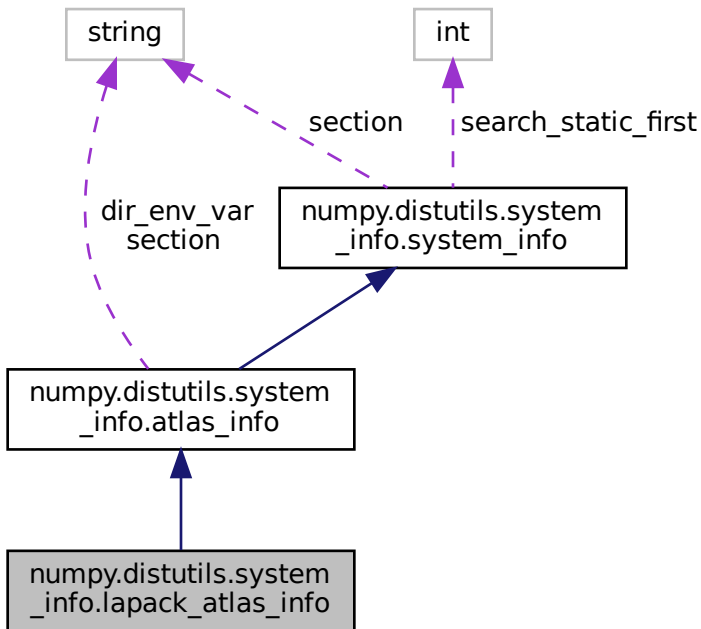 string
int
section
search_static_first
dir_env_var
section
numpy.distutils.system
_info.system_info
numpy.distutils.system
_info.atlas_info
numpy.distutils.system
_info.lapack_atlas_info